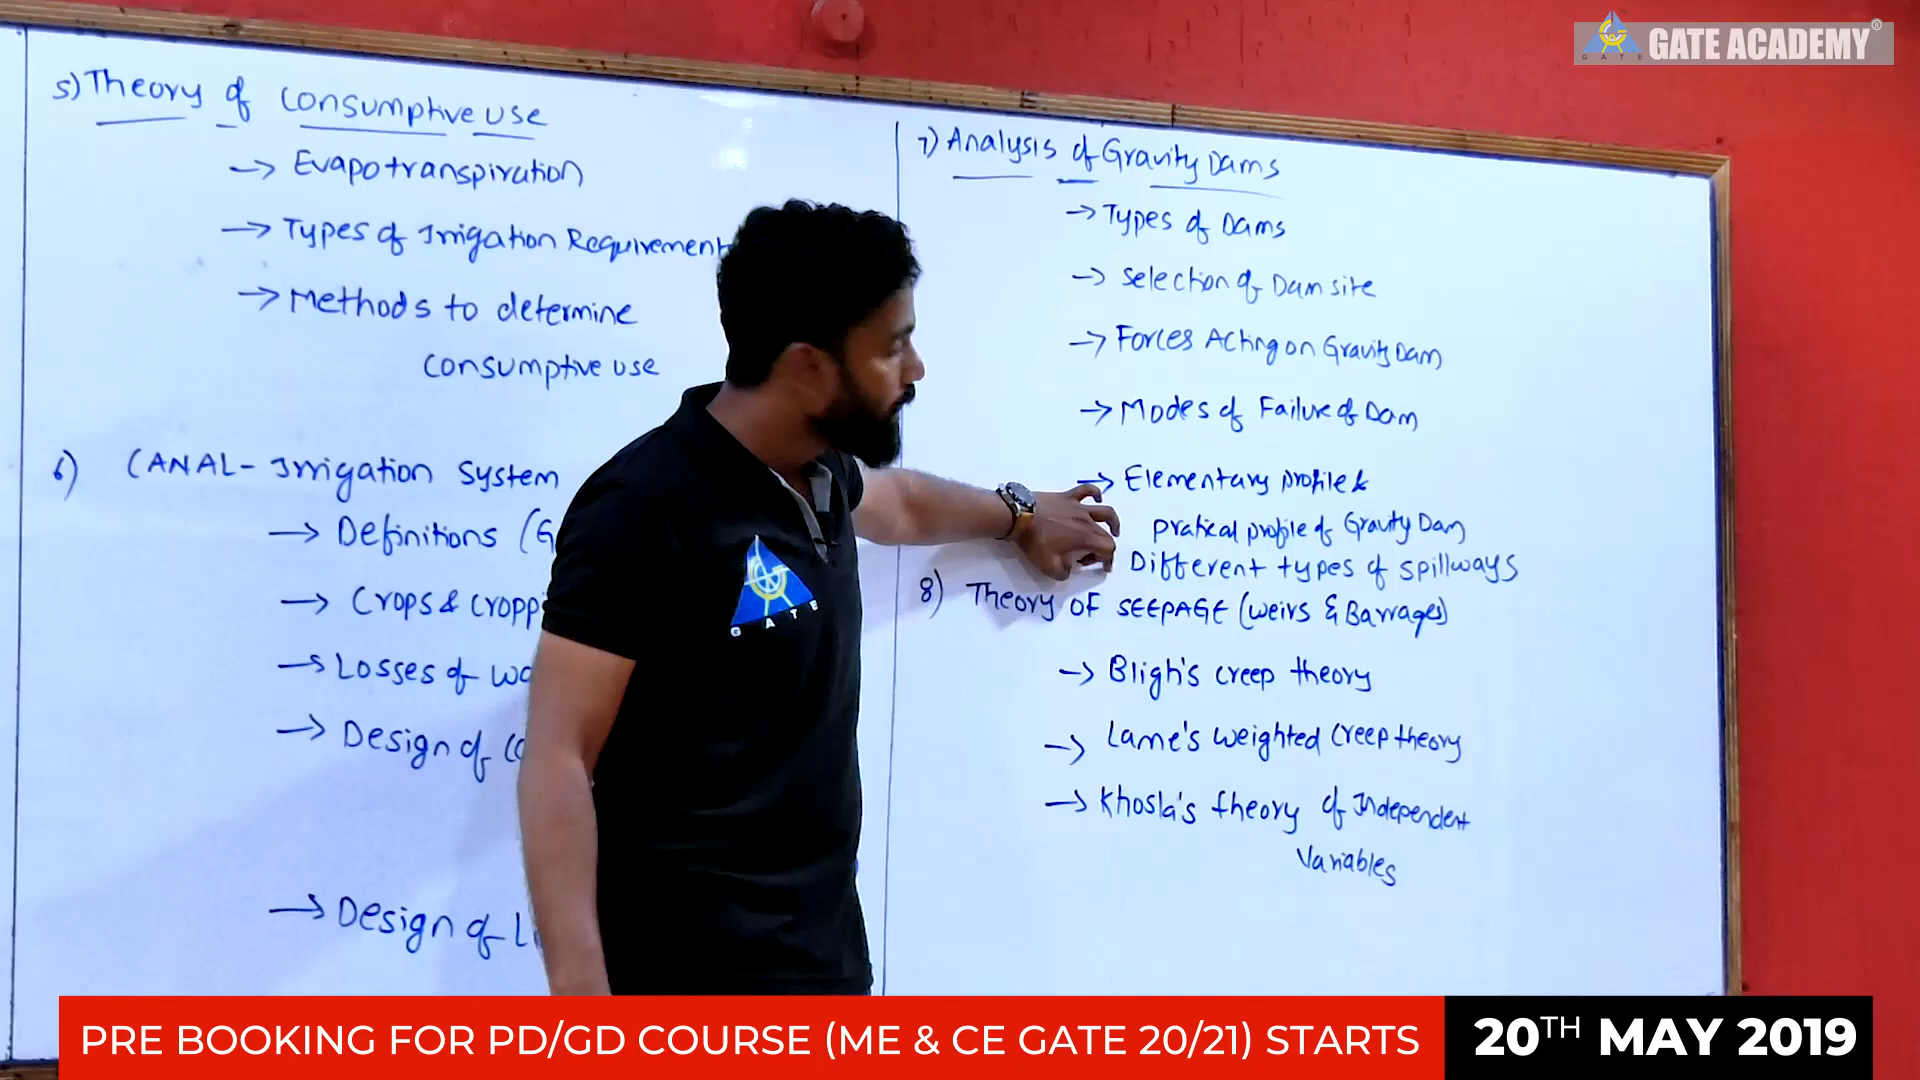 GATE ACADEMY®
GATE
5) Theory of Consumptive use
→ Evapotranspiration
→ Types of Irrigation Requirement
→ Methods to determine
Consumptive use
6) CANAL - Irrigation System
→ Definitions (G
→ Crops & Cropp
→ Losses of wa
→ Design of
→ Design of Li
7) Analysis of Gravity Dams
→ Types of Dams
→ Selection of Dam site
→ Forces Acting on Gravity Dam
→ Modes of Failure of Dam
→ Elementary profile &
pratical profile of Gravity Dam
Different types of spillways
8) Theory OF SEEPAGE (weirs & Barrages)
→ Bligh's creep theory
→ Lame's weighted creep theory
→ Khosla's theory of Independent
Variables
GATE
PRE BOOKING FOR PD/GD COURSE (ME & CE GATE 20/21) STARTS
20TH MAY 2019